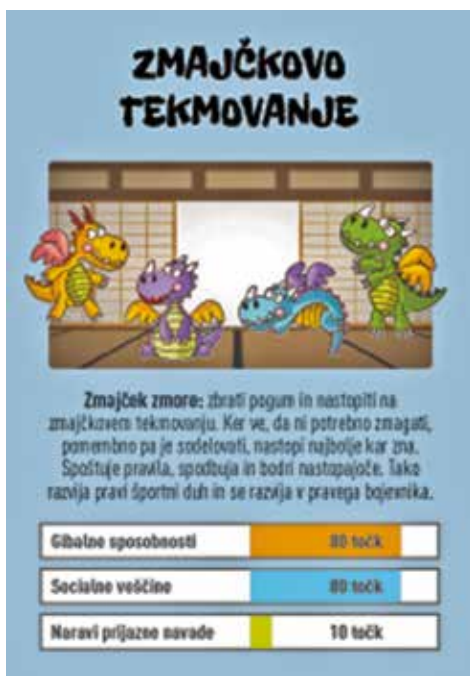 ZMAJČKOVO
TEKMOVANJE
Zmajček zmore: zbrati pogum in nastopiti na
zmajčkovem tekmovanju. Ker ve, da ni potrebno zmagati,
pomembno pa je sodelovati, nastopi najbolje kar zna.
Spoštuje pravila, spodbuja in bodri nastopajoče. Tako
razvija pravi športni duh in se razvija v pravega bojevnika.
Gibalne sposobnosti 80 točk
Socialne veščine 80 točk
Naravi prijazne navade 10 točk